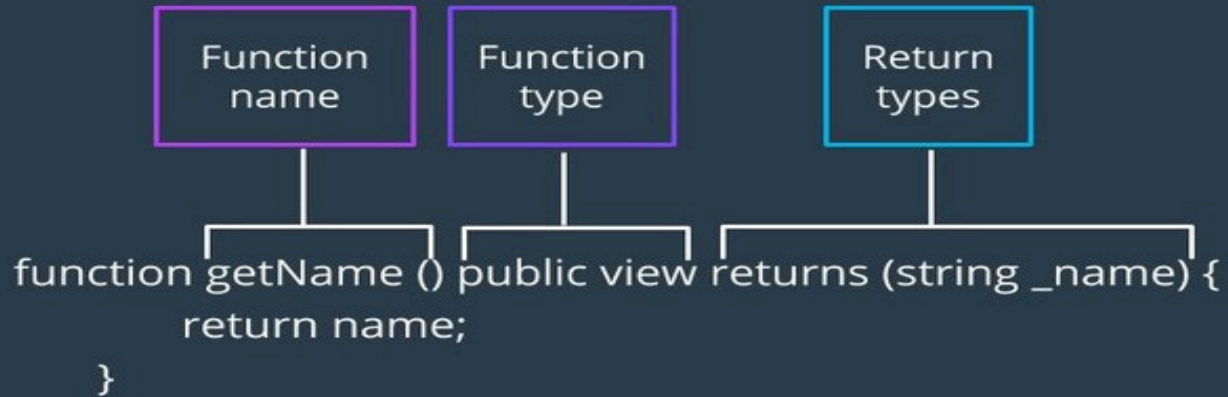 Function
name
Function
type
Return
types
function getName () public view returns (string _name) {
return name;
}